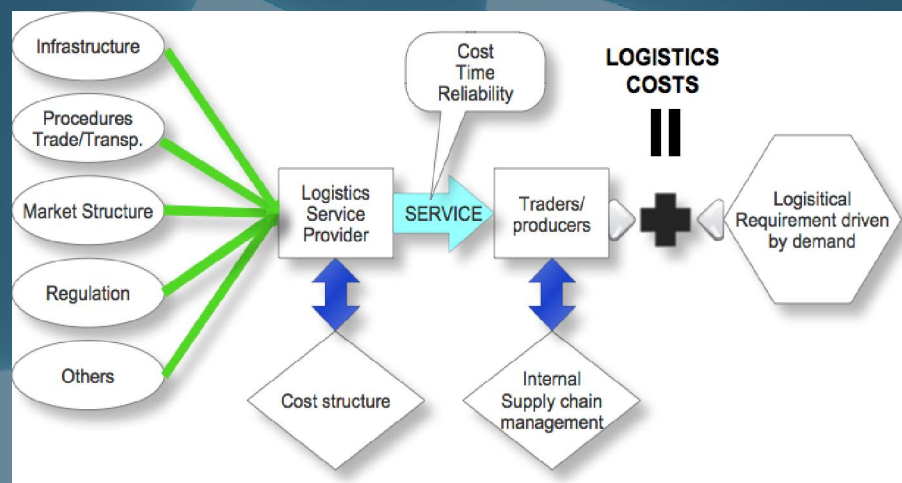 Infrastructure
Procedures
Trade/Transp.
Market Structure
Regulation
Others
Logistics
Service
Provider
Cost structure
Cost
Time
Reliability
SERVICE
Traders/
producers
Internal
Supply chain
management
LOGISTICS
COSTS
Logisitical
Requirement driven
by demand